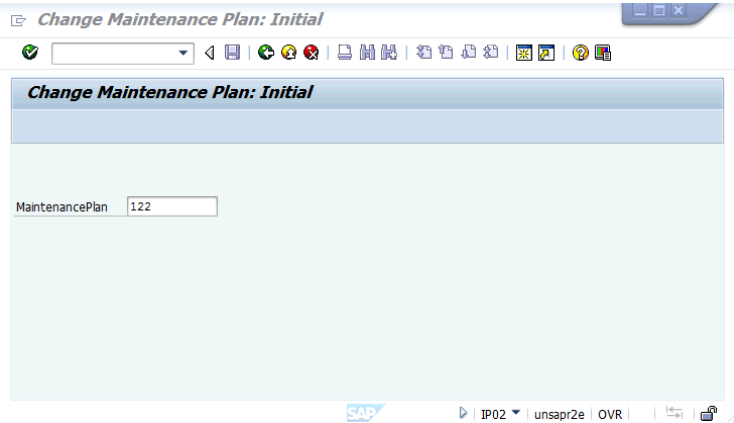 Change Maintenance Plan: Initial
Change Maintenance Plan: Initial
MaintenancePlan 122
SAP IP02 unsapr2e OVR